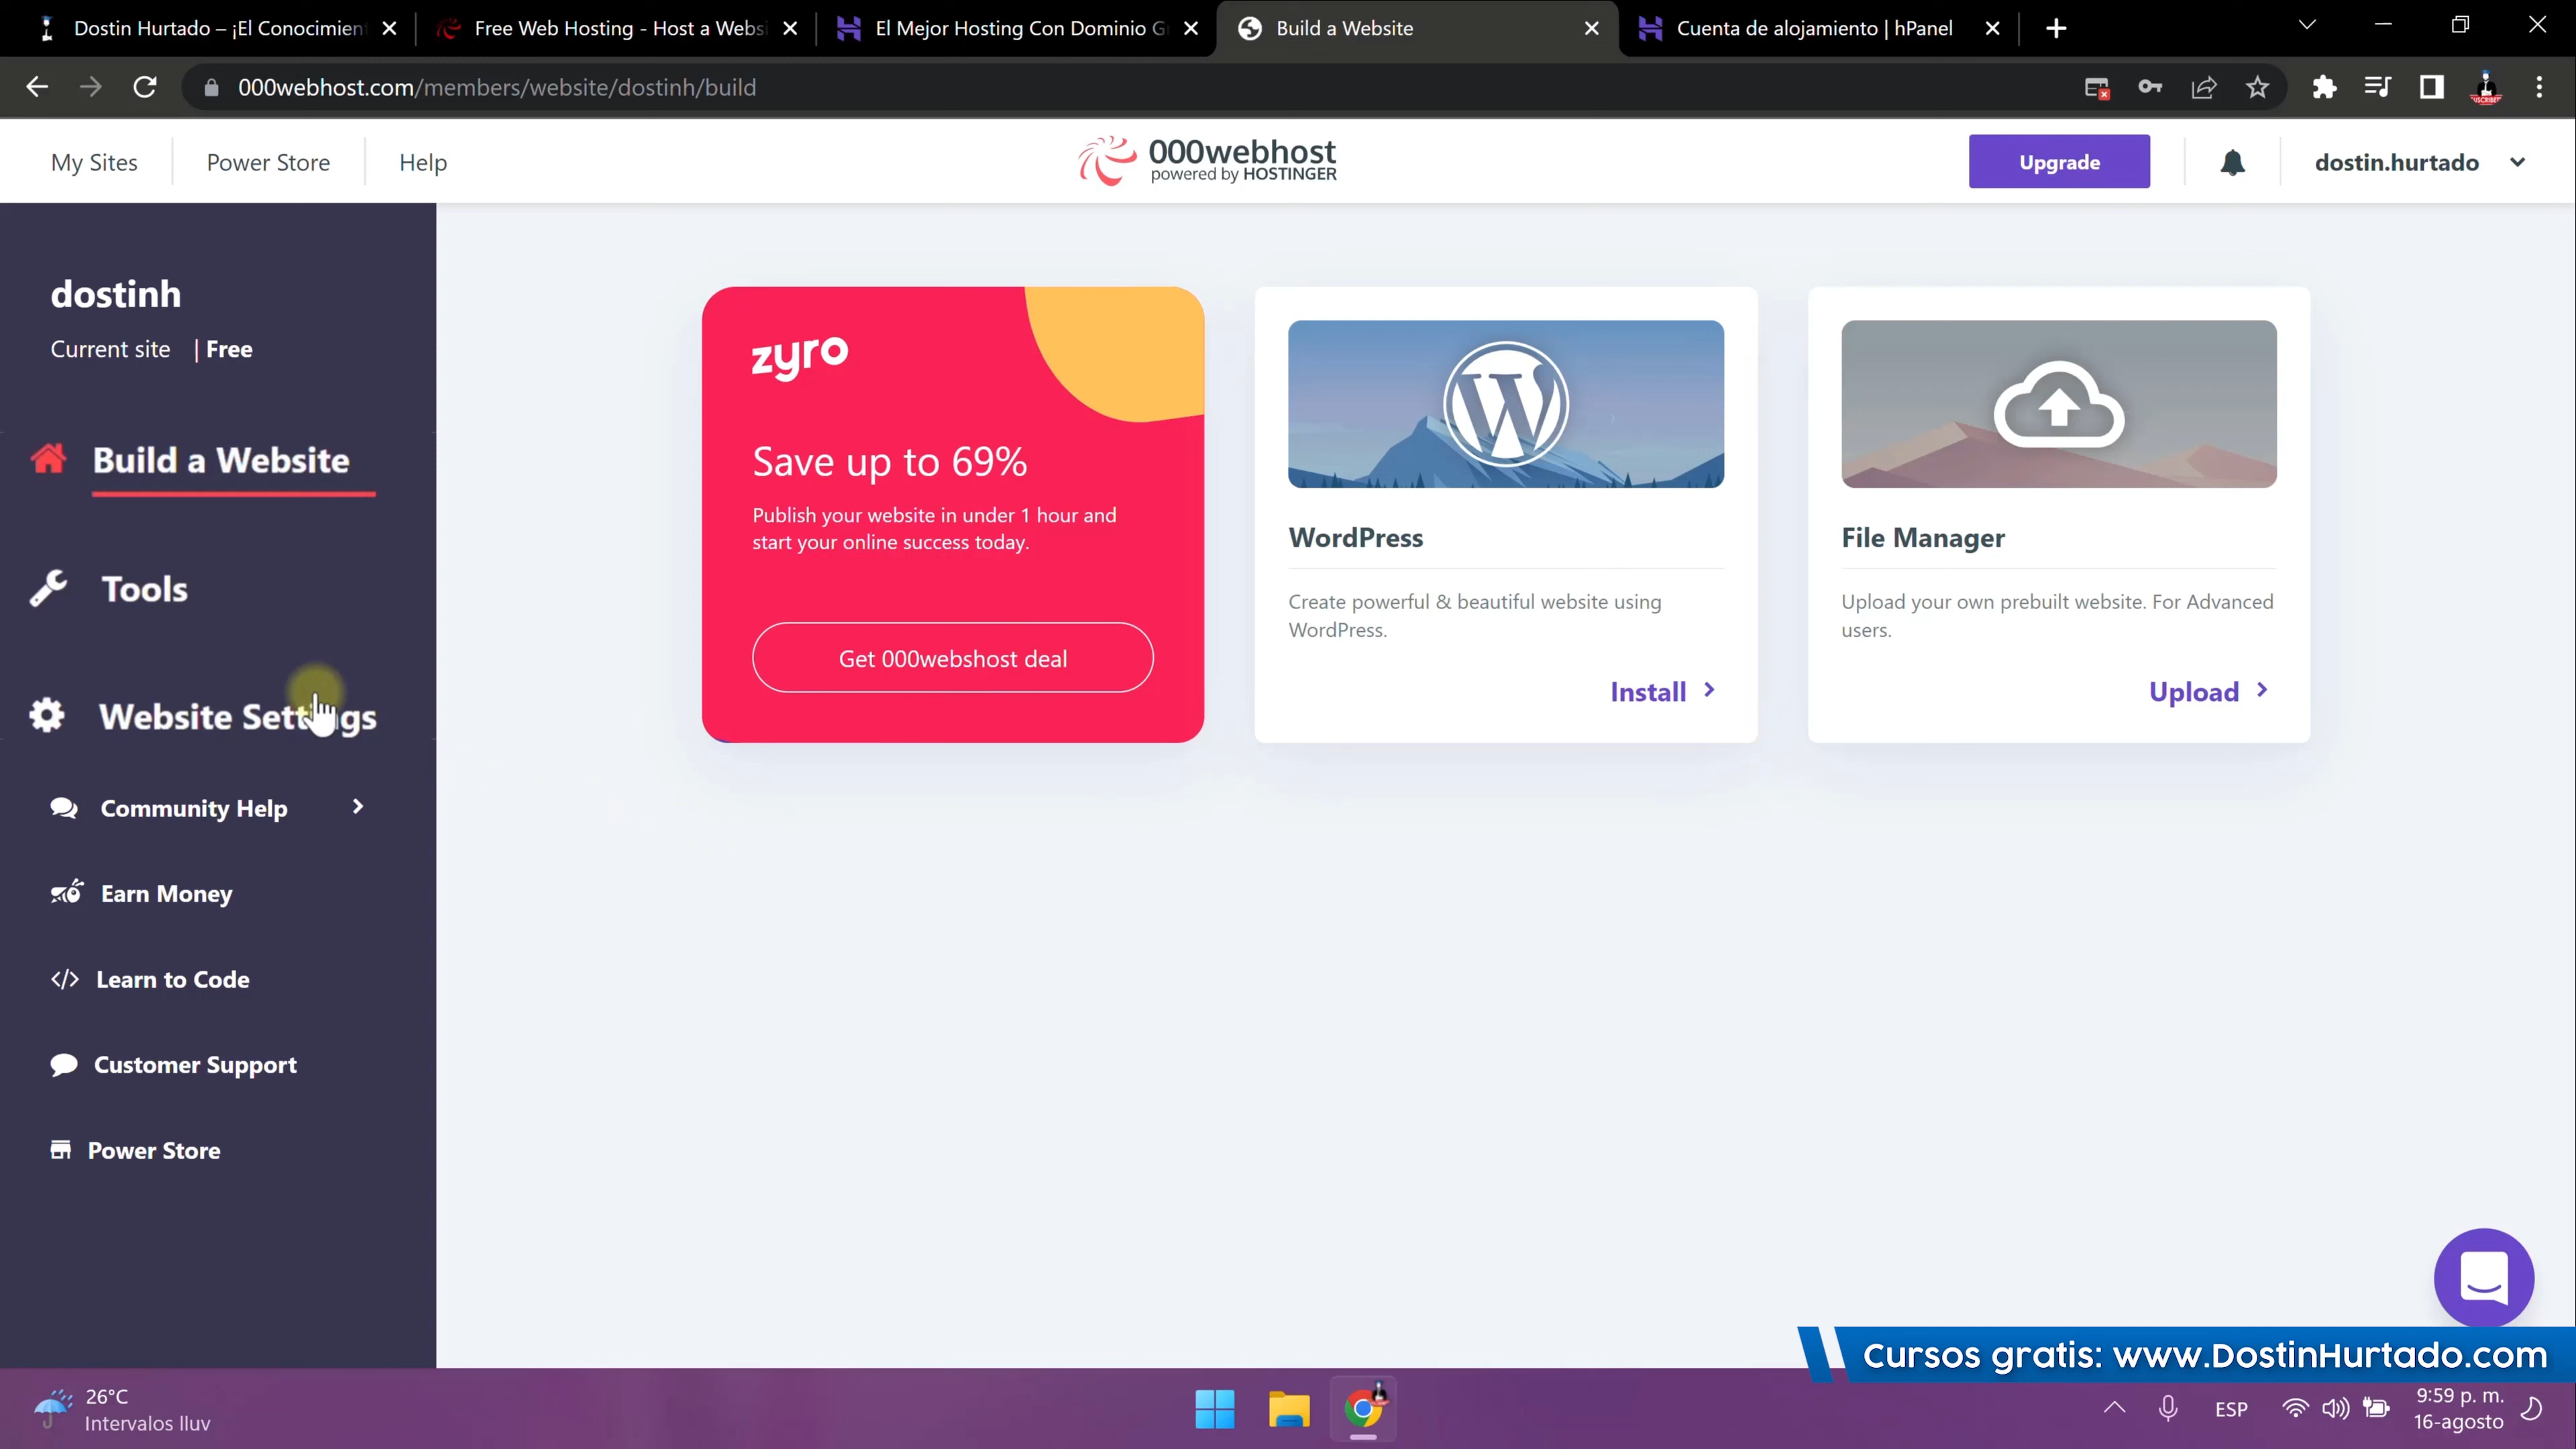 Dostin Hurtado – ¡El Conocimien
Free Web Hosting - Host a Webs
El Mejor Hosting Con Dominio G
Build a Website
Cuenta de alojamiento | hPanel
000webhost.com/members/website/dostinh/build
My Sites
Power Store
Help
000webhost
powered by HOSTINGER
Upgrade
dostin.hurtado
dostinh
Current site | Free
Build a Website
Tools
Website Settings
Community Help
Earn Money
Learn to Code
Customer Support
Power Store
zyro
Save up to 69%
Publish your website in under 1 hour and
start your online success today.
Get 000webshost deal
WordPress
Create powerful & beautiful website using
WordPress.
Install
File Manager
Upload your own prebuilt website. For Advanced
users.
Upload
Cursos gratis: www.DostinHurtado.com
26°C
Intervalos lluv
ESP
9:59 p. m.
16-agosto